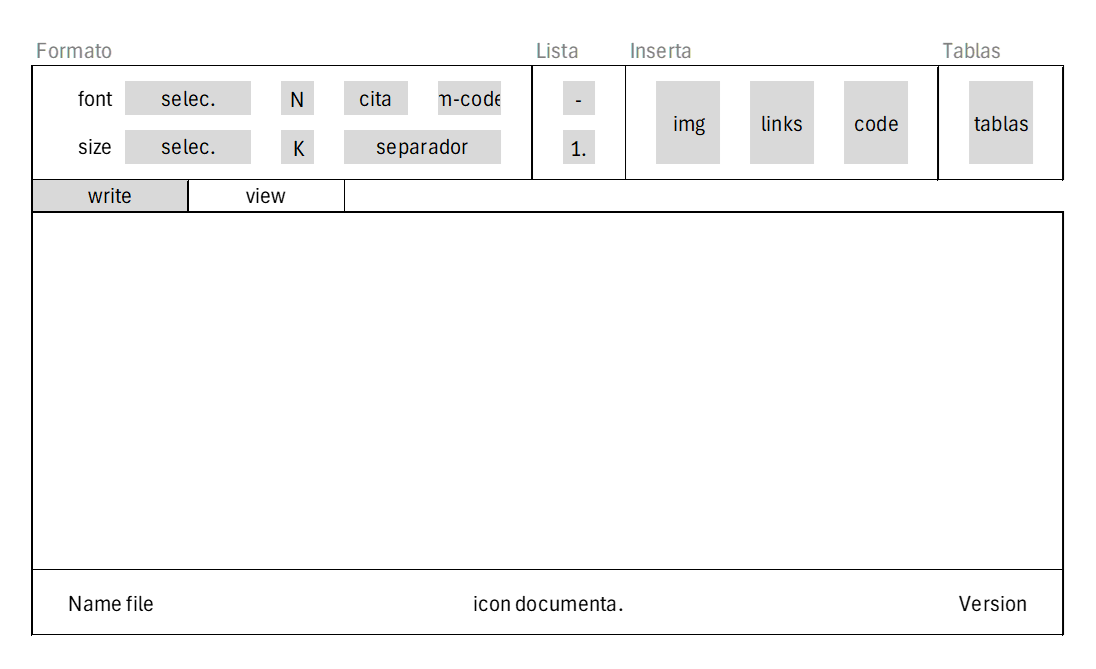 Formato Lista Inserta Tablas
font selec. N cita m-code -
img links code tablas
size selec. K separador 1.
write view
Name file icon documenta. Version